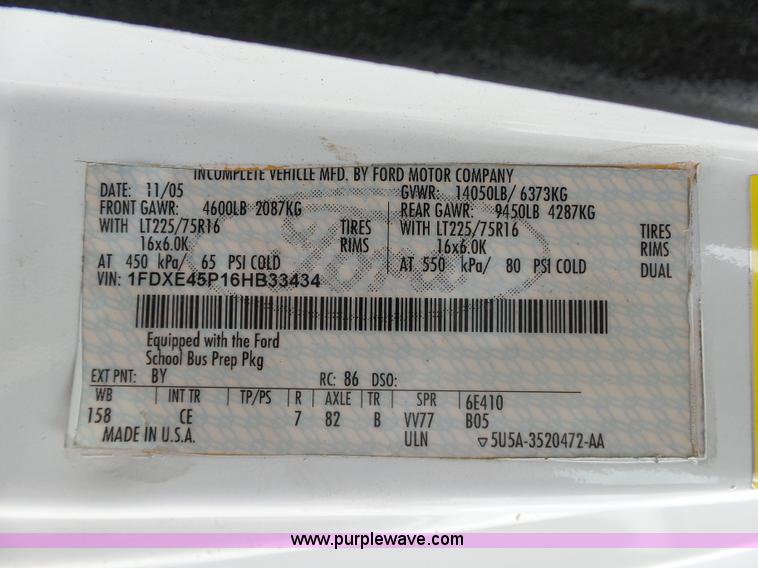 INCOMPLETE VEHICLE MFD. BY FORD MOTOR COMPANY
DATE: 11/05 GVWR: 14050LB/ 6373KG
FRONT GAWR: 4600LB 2087KG REAR GAWR: 9450LB 4287KG
WITH LT225/75R16 TIRES WITH LT225/75R16 TIRES
16x6.0K RIMS 16x6.0K RIMS
AT 450 kPa/ 65 PSI COLD AT 550 kPa/ 80 PSI COLD DUAL
VIN: 1FDXE45P16HB33434
Equipped with the Ford
School Bus Prep Pkg
EXT PNT: BY RC: 86 DSO:
WB INT TR TP/PS R AXLE TR SPR 6E410
158 CE 7 82 B VV77 B05
MADE IN U.S.A. ULN ▽5U5A-3520472-AA
www.purplewave.com